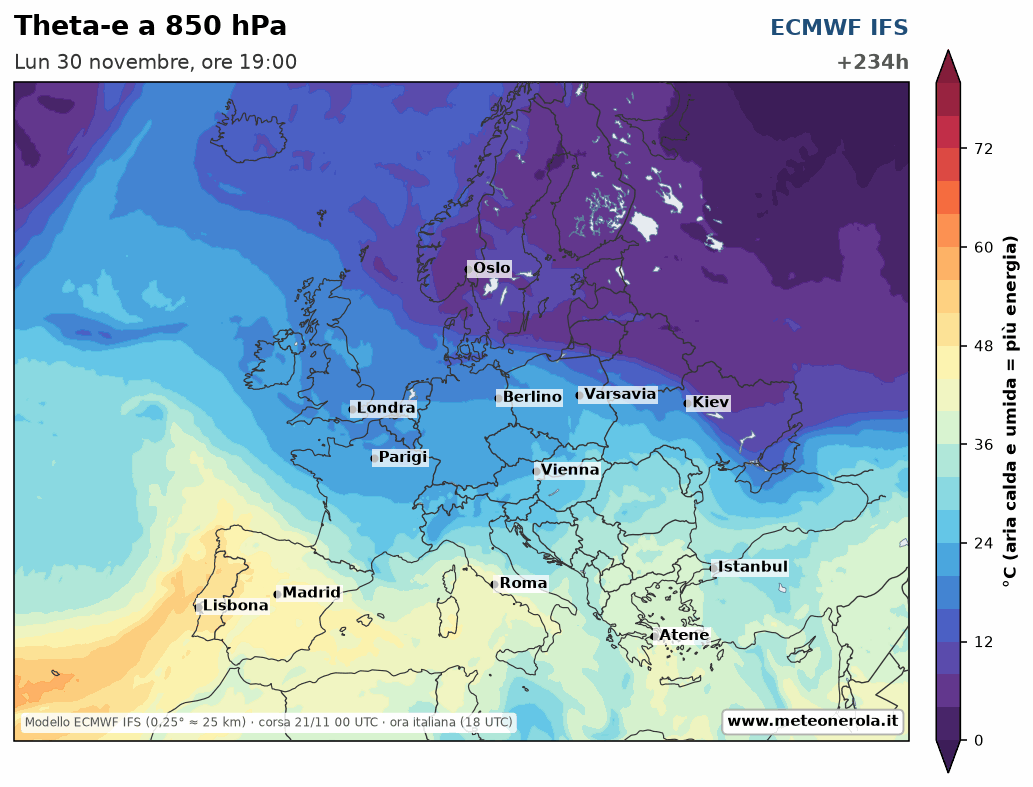 Theta-e a 850 hPa
ECMWF IFS
Lun 30 novembre, ore 19:00
+234h
72
60
48
36
24
12
0
°C (aria calda e umida = più energia)
Oslo
Berlino
Varsavia
Kiev
Londra
Parigi
Vienna
Istanbul
Roma
Madrid
Lisbona
Atene
Modello ECMWF IFS (0,25° ≈ 25 km) · corsa 21/11 00 UTC · ora italiana (18 UTC)
www.meteonerola.it